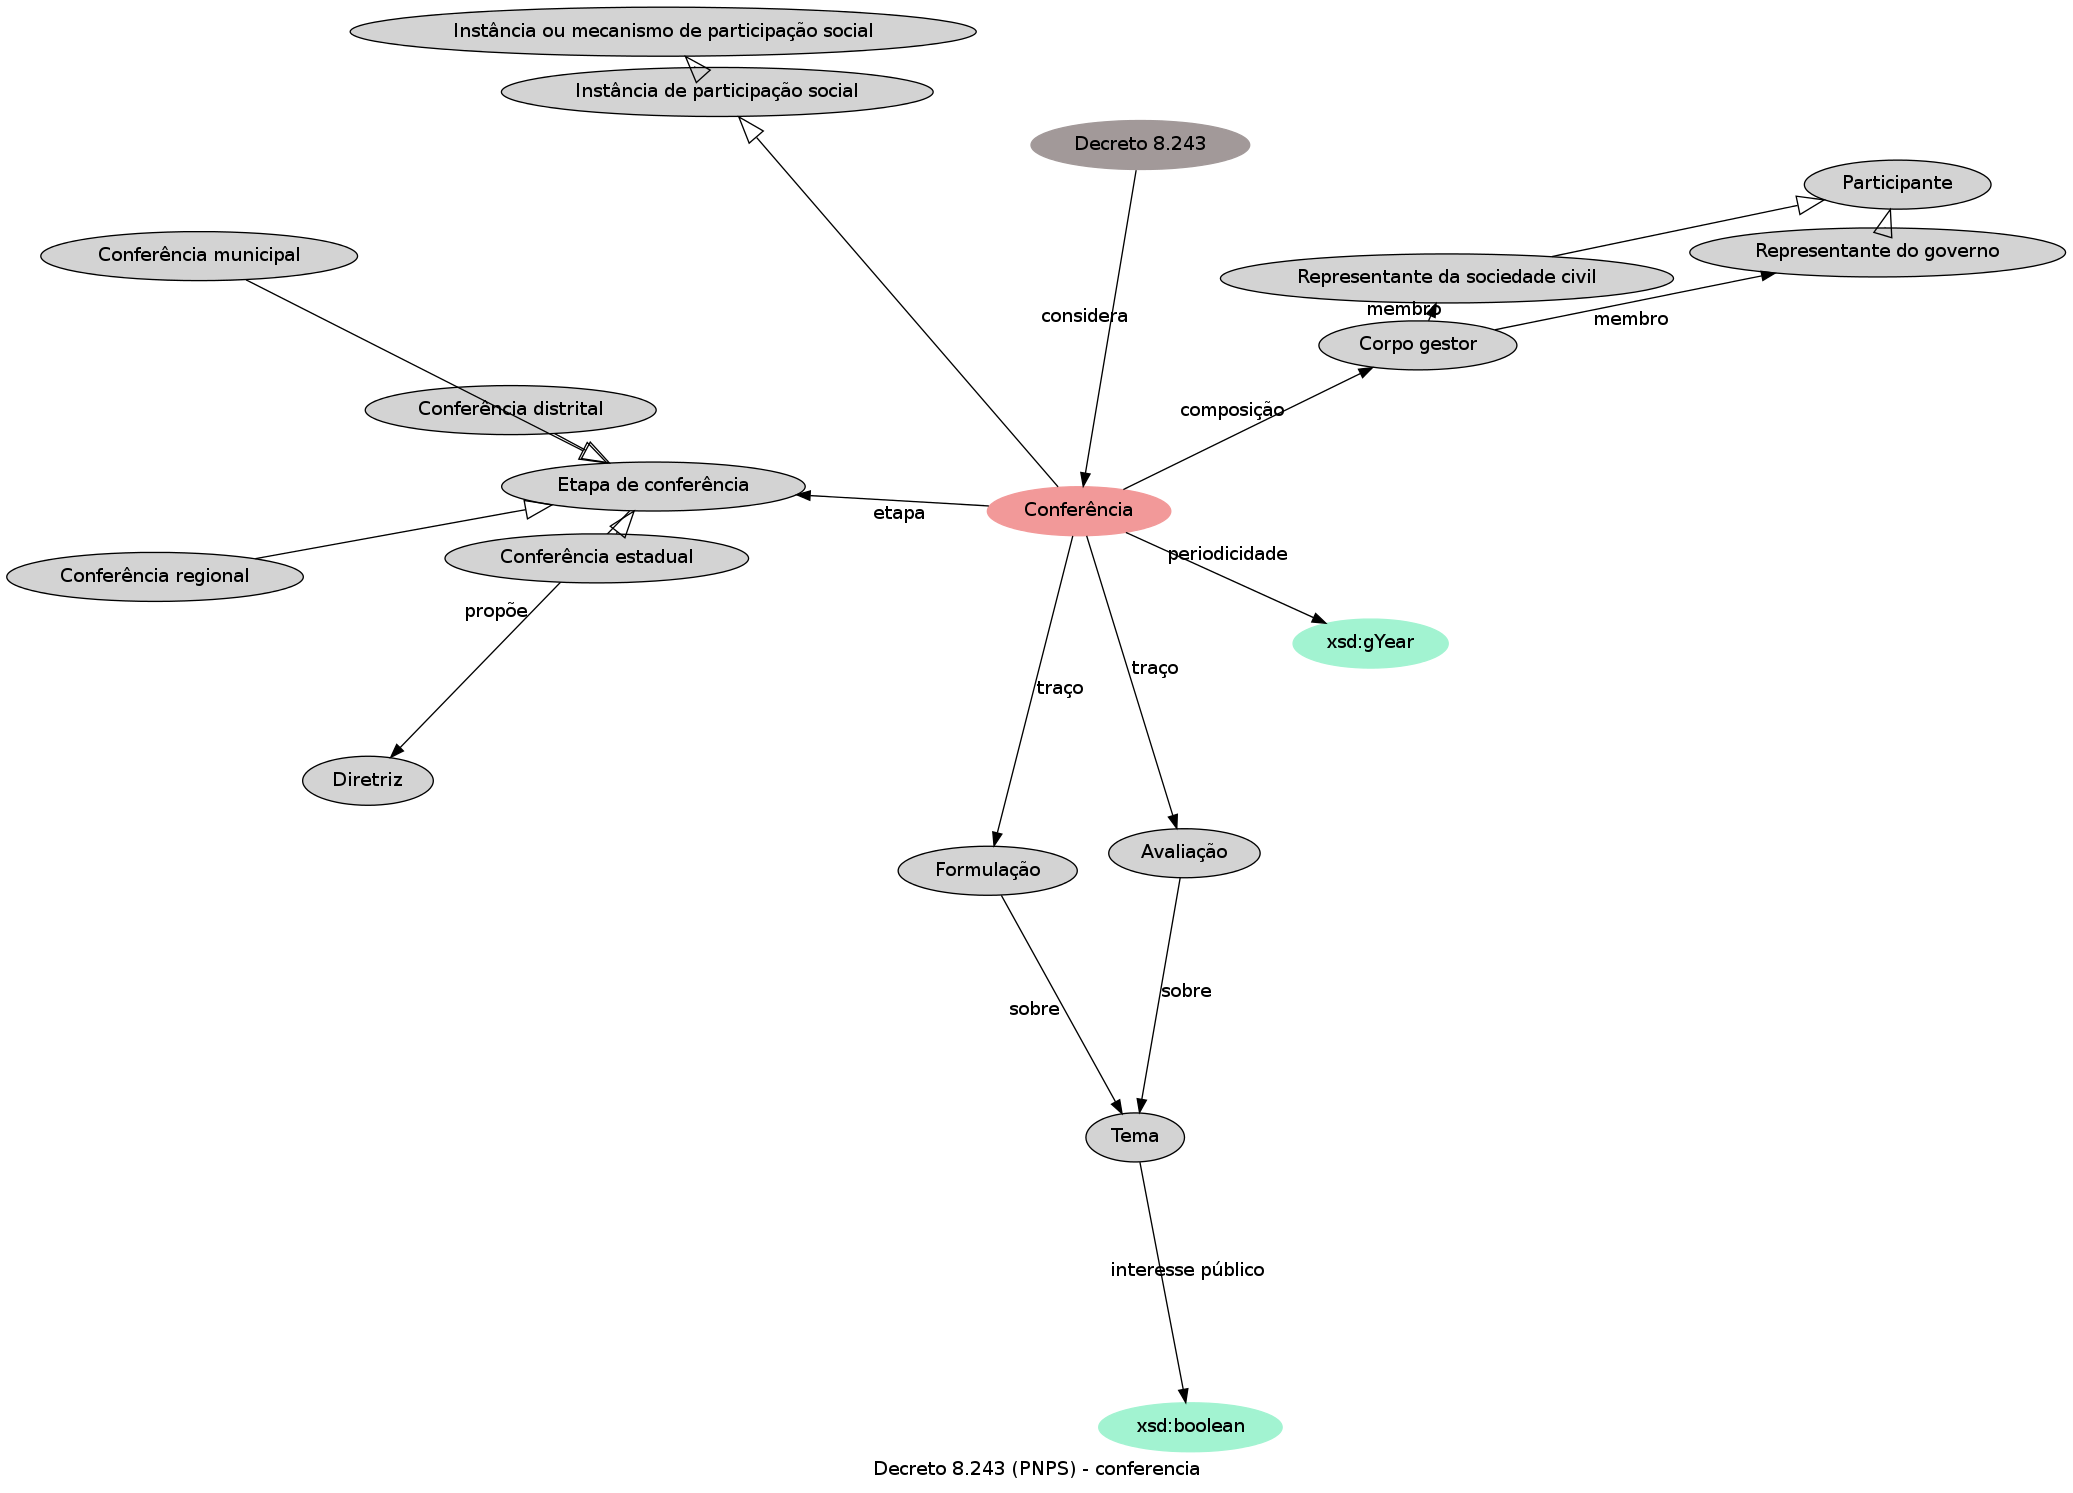 Instância ou mecanismo de participação social
Instância de participação social
Decreto 8.243
Participante
Conferência municipal
Representante do governo
Representante da sociedade civil
membro
considera
membro
Corpo gestor
Conferência distrital
composição
Etapa de conferência
Conferência
etapa
Conferência estadual
periodicidade
Conferência regional
propõe
xsd:gYear
traço
traço
Diretriz
Avaliação
Formulação
sobre
sobre
Tema
interesse público
xsd:boolean
Decreto 8.243 (PNPS) - conferencia